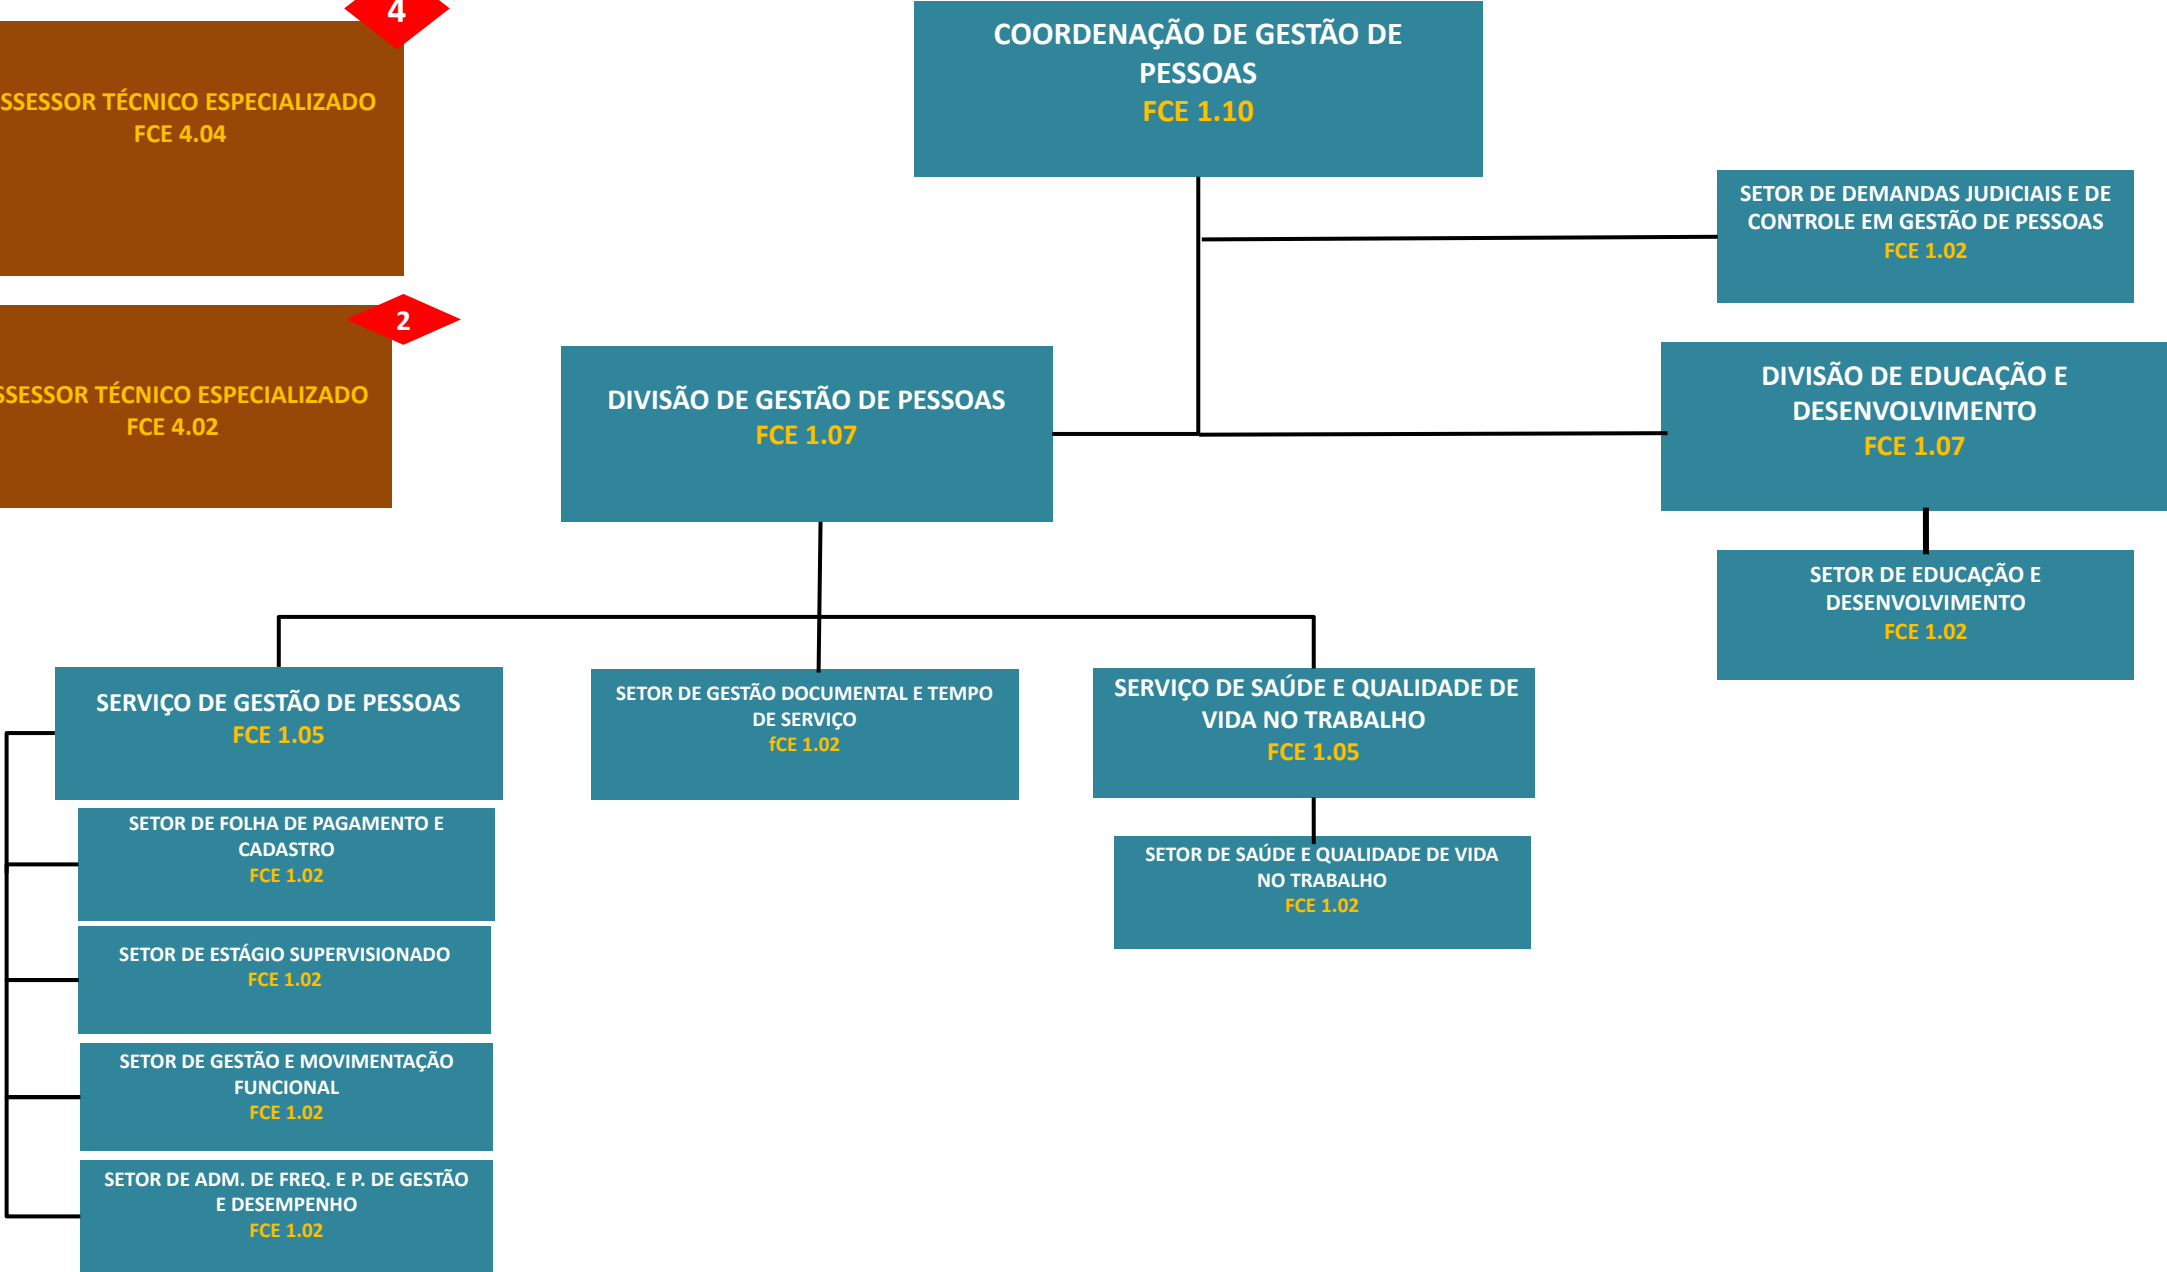 4
SSESSOR TÉCNICO ESPECIALIZADO
FCE 4.04
2
SSESSOR TÉCNICO ESPECIALIZADO
FCE 4.02
COORDENAÇÃO DE GESTÃO DE
PESSOAS
FCE 1.10
SETOR DE DEMANDAS JUDICIAIS E DE
CONTROLE EM GESTÃO DE PESSOAS
FCE 1.02
DIVISÃO DE GESTÃO DE PESSOAS
FCE 1.07
DIVISÃO DE EDUCAÇÃO E
DESENVOLVIMENTO
FCE 1.07
SETOR DE EDUCAÇÃO E
DESENVOLVIMENTO
FCE 1.02
SERVIÇO DE GESTÃO DE PESSOAS
FCE 1.05
SETOR DE GESTÃO DOCUMENTAL E TEMPO
DE SERVIÇO
fCE 1.02
SERVIÇO DE SAÚDE E QUALIDADE DE
VIDA NO TRABALHO
FCE 1.05
SETOR DE FOLHA DE PAGAMENTO E
CADASTRO
FCE 1.02
SETOR DE SAÚDE E QUALIDADE DE VIDA
NO TRABALHO
FCE 1.02
SETOR DE ESTÁGIO SUPERVISIONADO
FCE 1.02
SETOR DE GESTÃO E MOVIMENTAÇÃO
FUNCIONAL
FCE 1.02
SETOR DE ADM. DE FREQ. E P. DE GESTÃO
E DESEMPENHO
FCE 1.02